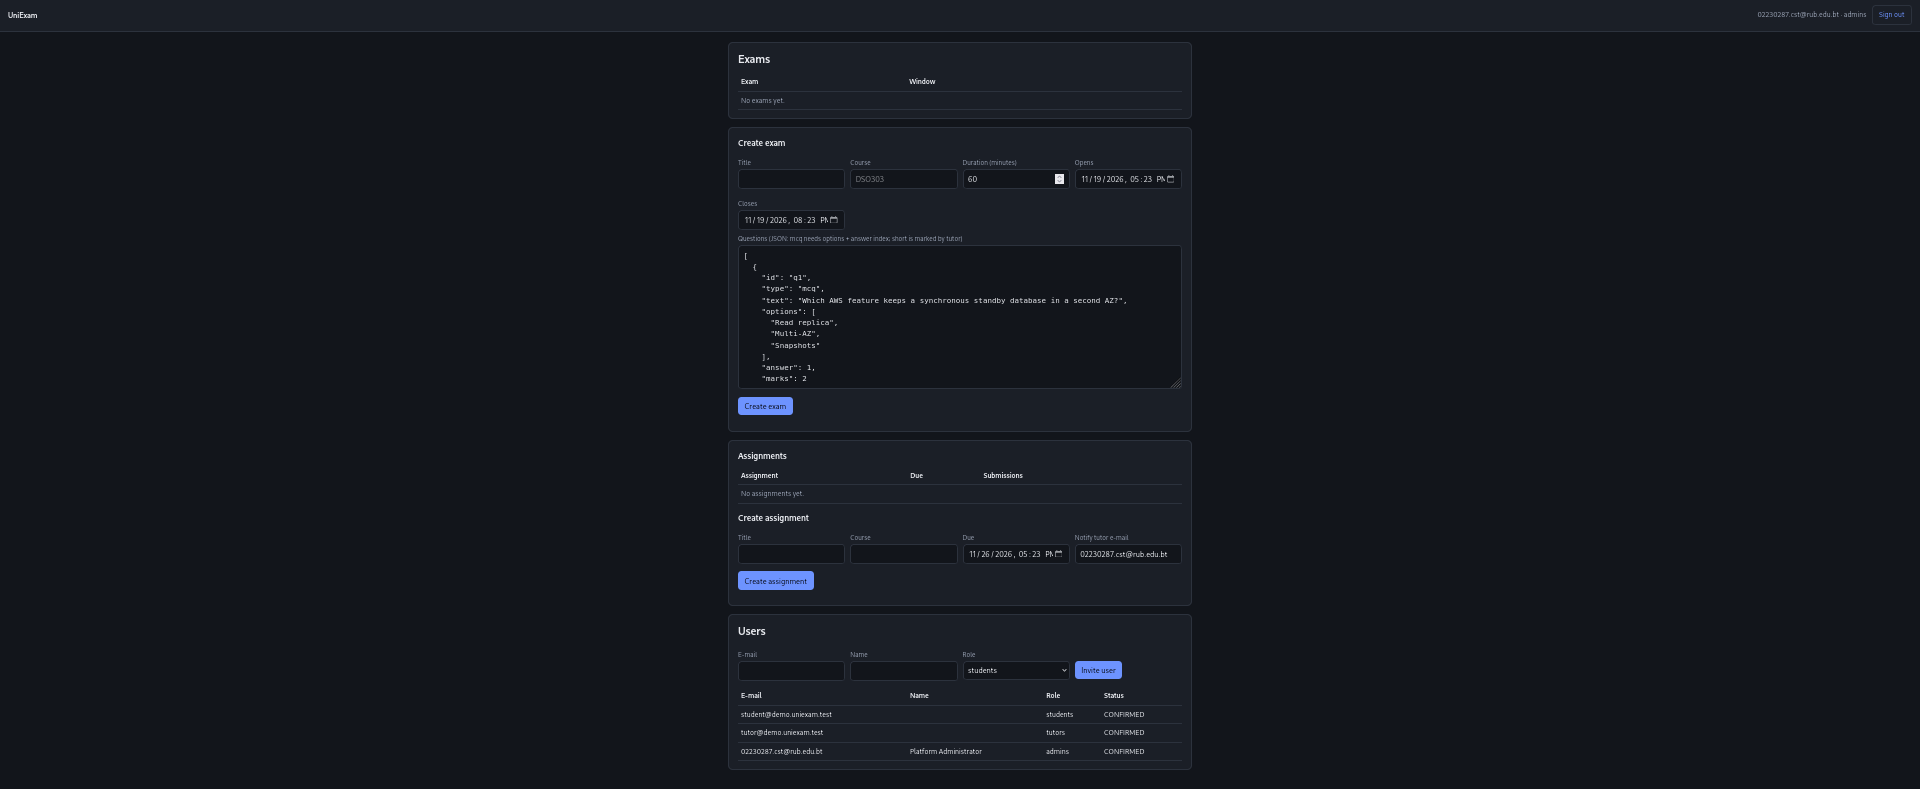 UniExam
02230287.cst@rub.edu.bt · admins
Sign out
Exams
Exam Window
No exams yet.
Create exam
Title Course Duration (minutes) Opens
DSO303 60 11/19/2026, 05:23 PM
Closes
11/19/2026, 08:23 PM
Questions (JSON: mcq needs options + answer index; short is marked by tutor)
[
{
"id": "q1",
"type": "mcq",
"text": "Which AWS feature keeps a synchronous standby database in a second AZ?",
"options": [
"Read replica",
"Multi-AZ",
"Snapshots"
],
"answer": 1,
"marks": 2
Create exam
Assignments
Assignment Due Submissions
No assignments yet.
Create assignment
Title Course Due Notify tutor e-mail
11/26/2026, 05:23 PM 02230287.cst@rub.edu.bt
Create assignment
Users
E-mail Name Role
students Invite user
E-mail Name Role Status
student@demo.uniexam.test students CONFIRMED
tutor@demo.uniexam.test tutors CONFIRMED
02230287.cst@rub.edu.bt Platform Administrator admins CONFIRMED